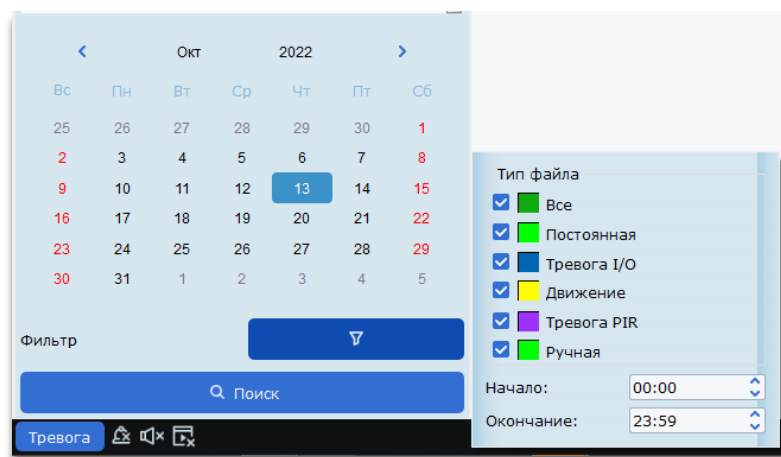 Окт 2022
Вс Пн Вт Ср Чт Пт Сб
25 26 27 28 29 30 1
2 3 4 5 6 7 8
9 10 11 12 13 14 15
16 17 18 19 20 21 22
23 24 25 26 27 28 29
30 31 1 2 3 4 5
Фильтр
Поиск
Тревога
Тип файла
Все
Постоянная
Тревога I/O
Движение
Тревога PIR
Ручная
Начало: 00:00
Окончание: 23:59